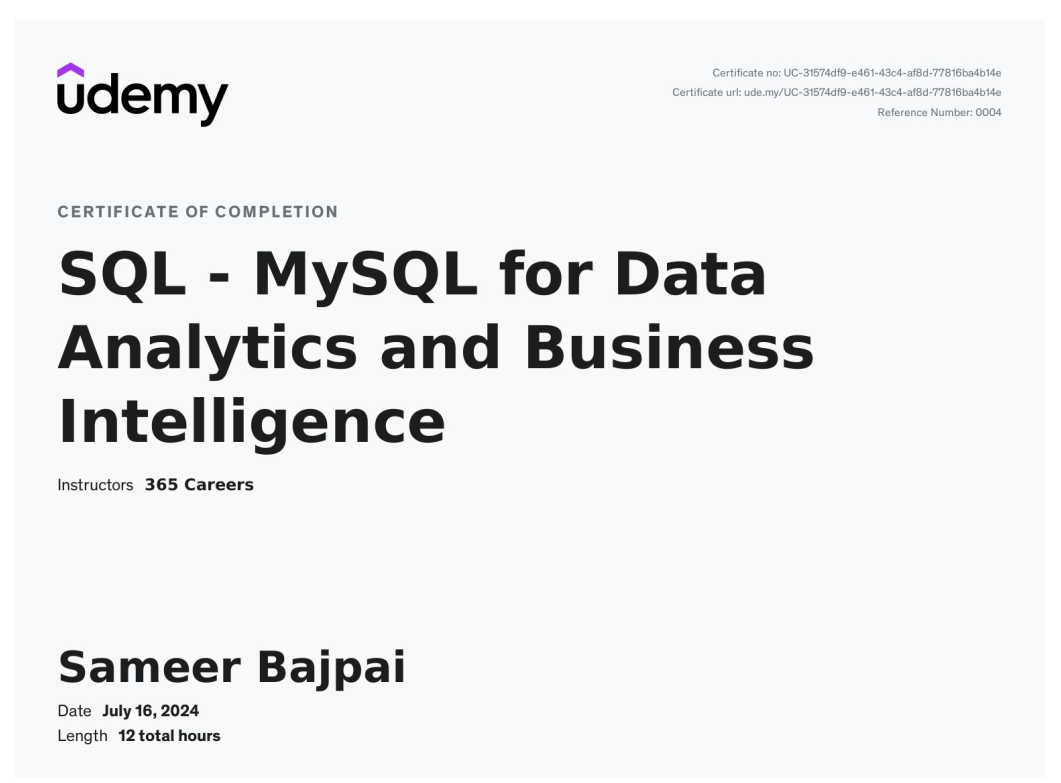 udemy
Certificate no: UC-31574df9-e461-43c4-af8d-77816ba4b14e
Certificate url: ude.my/UC-31574df9-e461-43c4-af8d-77816ba4b14e
Reference Number: 0004
CERTIFICATE OF COMPLETION
SQL - MySQL for Data
Analytics and Business
Intelligence
Instructors 365 Careers
Sameer Bajpai
Date July 16, 2024
Length 12 total hours